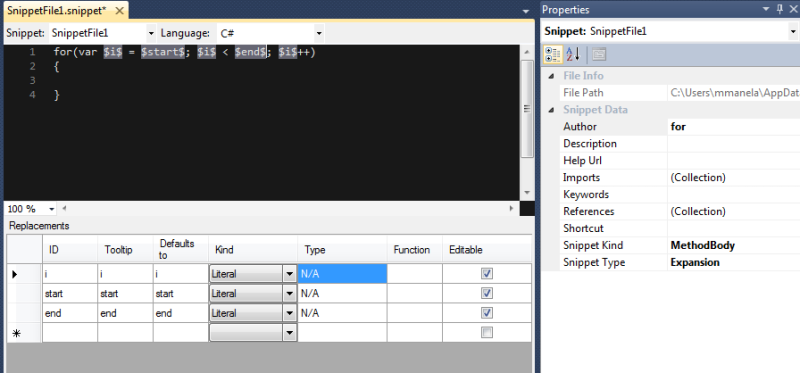 SnippetFile1.snippet* ×
Snippet: SnippetFile1 Language: C#
1 for(var $i$ = $start$; $i$ < $end$; $i$++)
2 {
3
4 }
100 %
Replacements
ID Tooltip Defaults to Kind Type Function Editable
i i i Literal N/A
start start start Literal N/A
end end end Literal N/A
Properties
Snippet: SnippetFile1
File Info
File Path C:\Users\mmanela\AppData
Snippet Data
Author for
Description
Help Url
Imports (Collection)
Keywords
References (Collection)
Shortcut
Snippet Kind MethodBody
Snippet Type Expansion